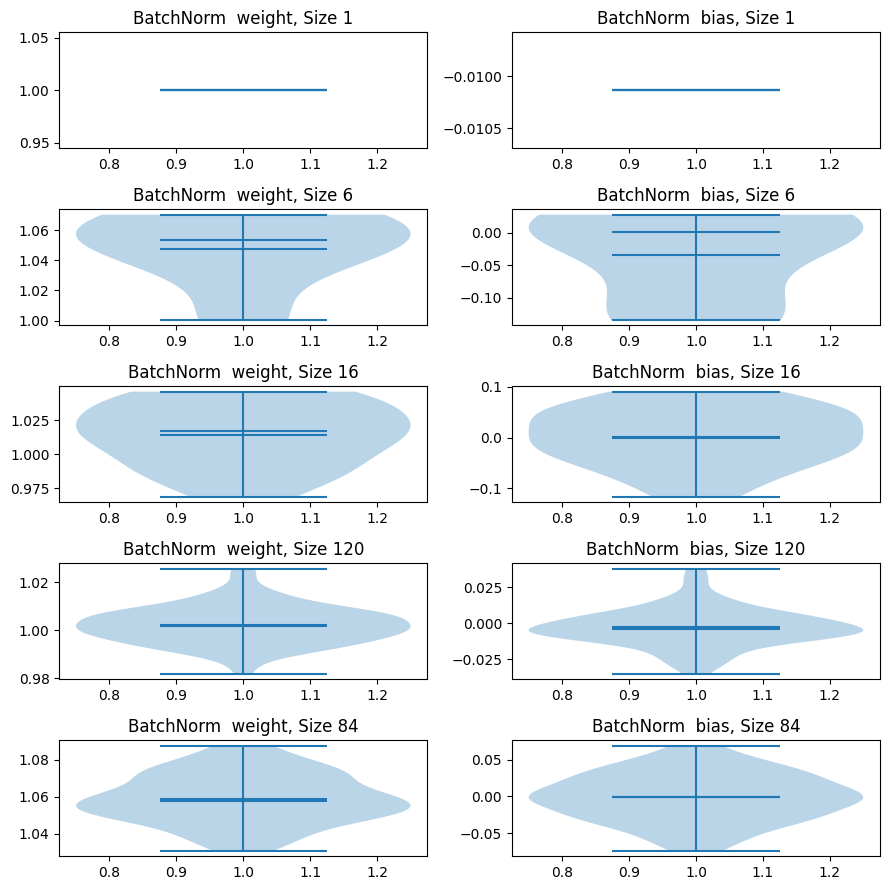 BatchNorm  weight, Size 1
1.05
1.00
0.95
0.8 0.9 1.0 1.1 1.2
BatchNorm  bias, Size 1
−0.0100
−0.0105
0.8 0.9 1.0 1.1 1.2
BatchNorm  weight, Size 6
1.06
1.04
1.02
1.00
0.8 0.9 1.0 1.1 1.2
BatchNorm  bias, Size 6
0.00
−0.05
−0.10
0.8 0.9 1.0 1.1 1.2
BatchNorm  weight, Size 16
1.025
1.000
0.975
0.8 0.9 1.0 1.1 1.2
BatchNorm  bias, Size 16
0.1
0.0
−0.1
0.8 0.9 1.0 1.1 1.2
BatchNorm  weight, Size 120
1.02
1.00
0.98
0.8 0.9 1.0 1.1 1.2
BatchNorm  bias, Size 120
0.025
0.000
−0.025
0.8 0.9 1.0 1.1 1.2
BatchNorm  weight, Size 84
1.08
1.06
1.04
0.8 0.9 1.0 1.1 1.2
BatchNorm  bias, Size 84
0.05
0.00
−0.05
0.8 0.9 1.0 1.1 1.2